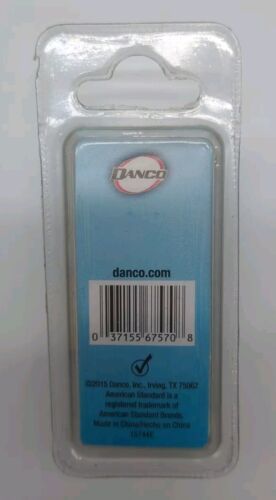 DANCO
danco.com
0 37155 67570 8
©2015 Danco, Inc., Irving, TX 75062
American Standard is a
registered trademark of
American Standard Brands.
Made in China/Hecho en China
15744E